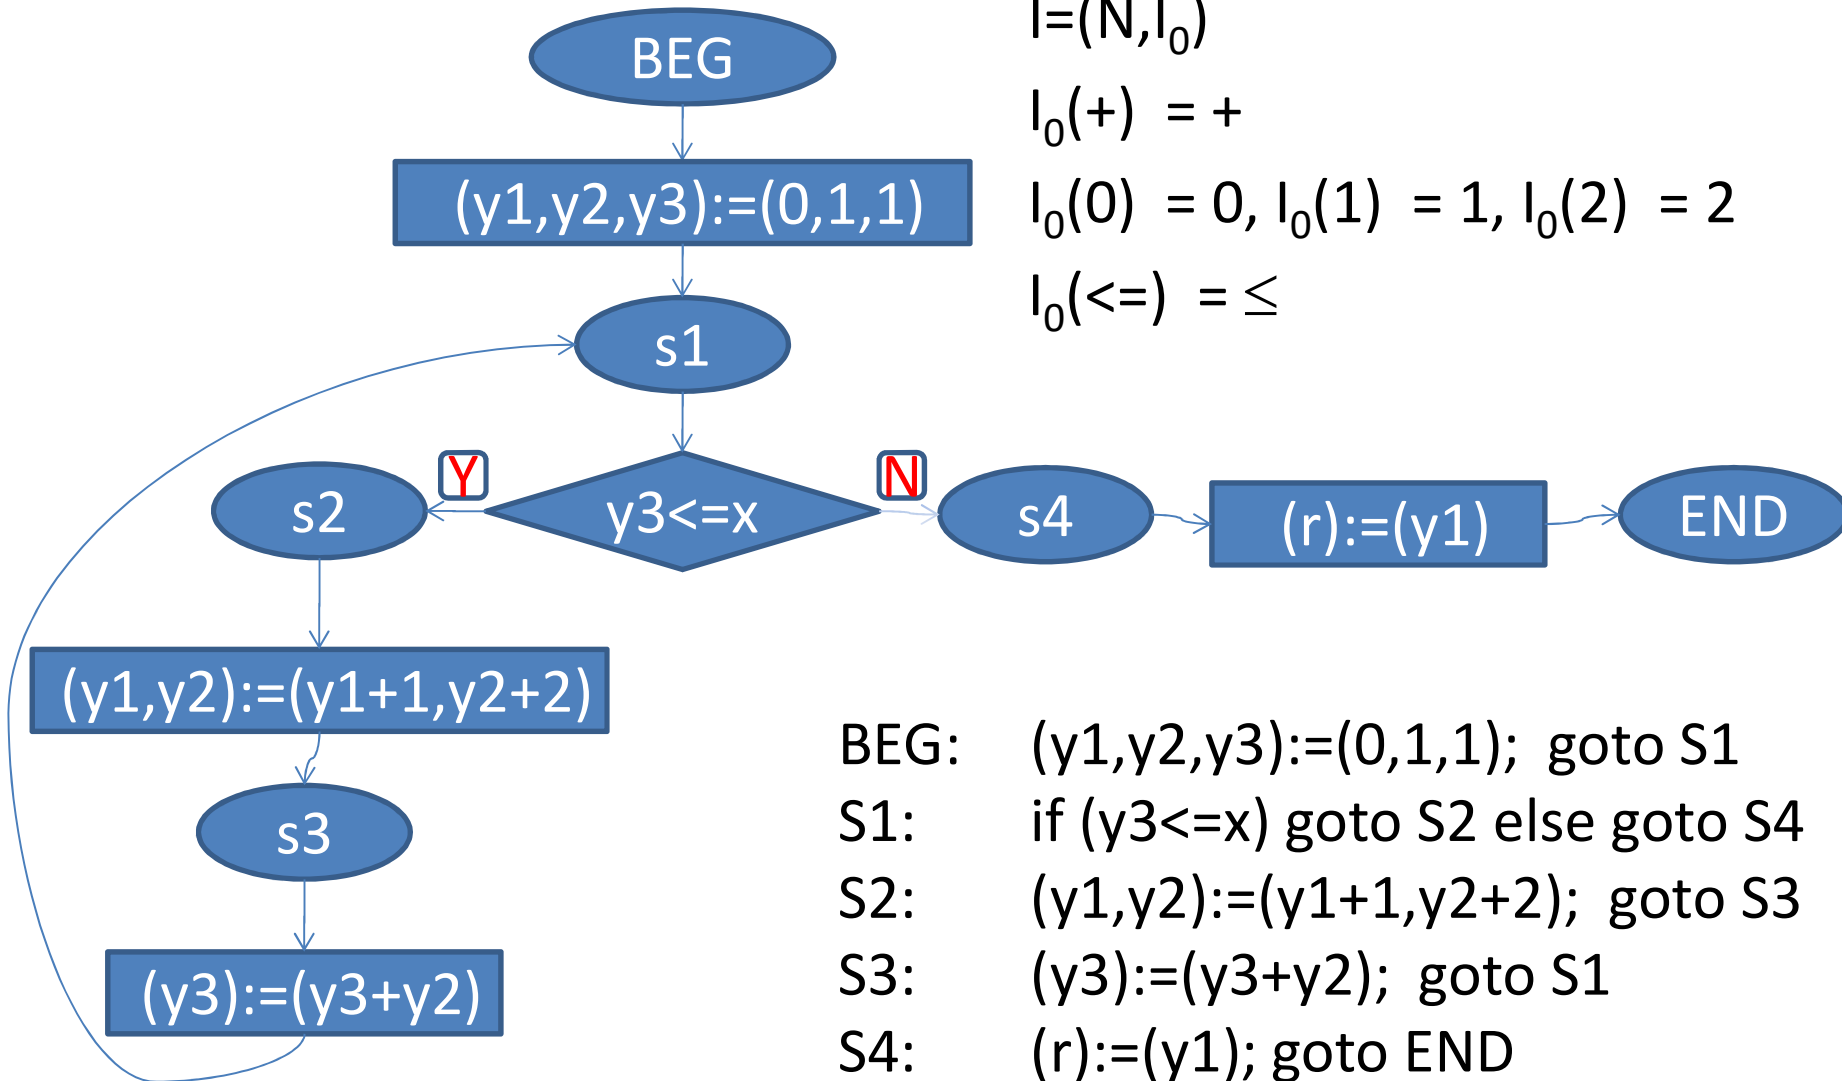 BEG
(y1,y2,y3):=(0,1,1)
s1
Y
N
s2
y3<=x
s4
(r):=(y1)
END
(y1,y2):=(y1+1,y2+2)
s3
(y3):=(y3+y2)
I=(N,I₀)
I₀(+) = +
I₀(0) = 0, I₀(1) = 1, I₀(2) = 2
I₀(<=) = ≤
BEG: (y1,y2,y3):=(0,1,1); goto S1
S1: if (y3<=x) goto S2 else goto S4
S2: (y1,y2):=(y1+1,y2+2); goto S3
S3: (y3):=(y3+y2); goto S1
S4: (r):=(y1); goto END